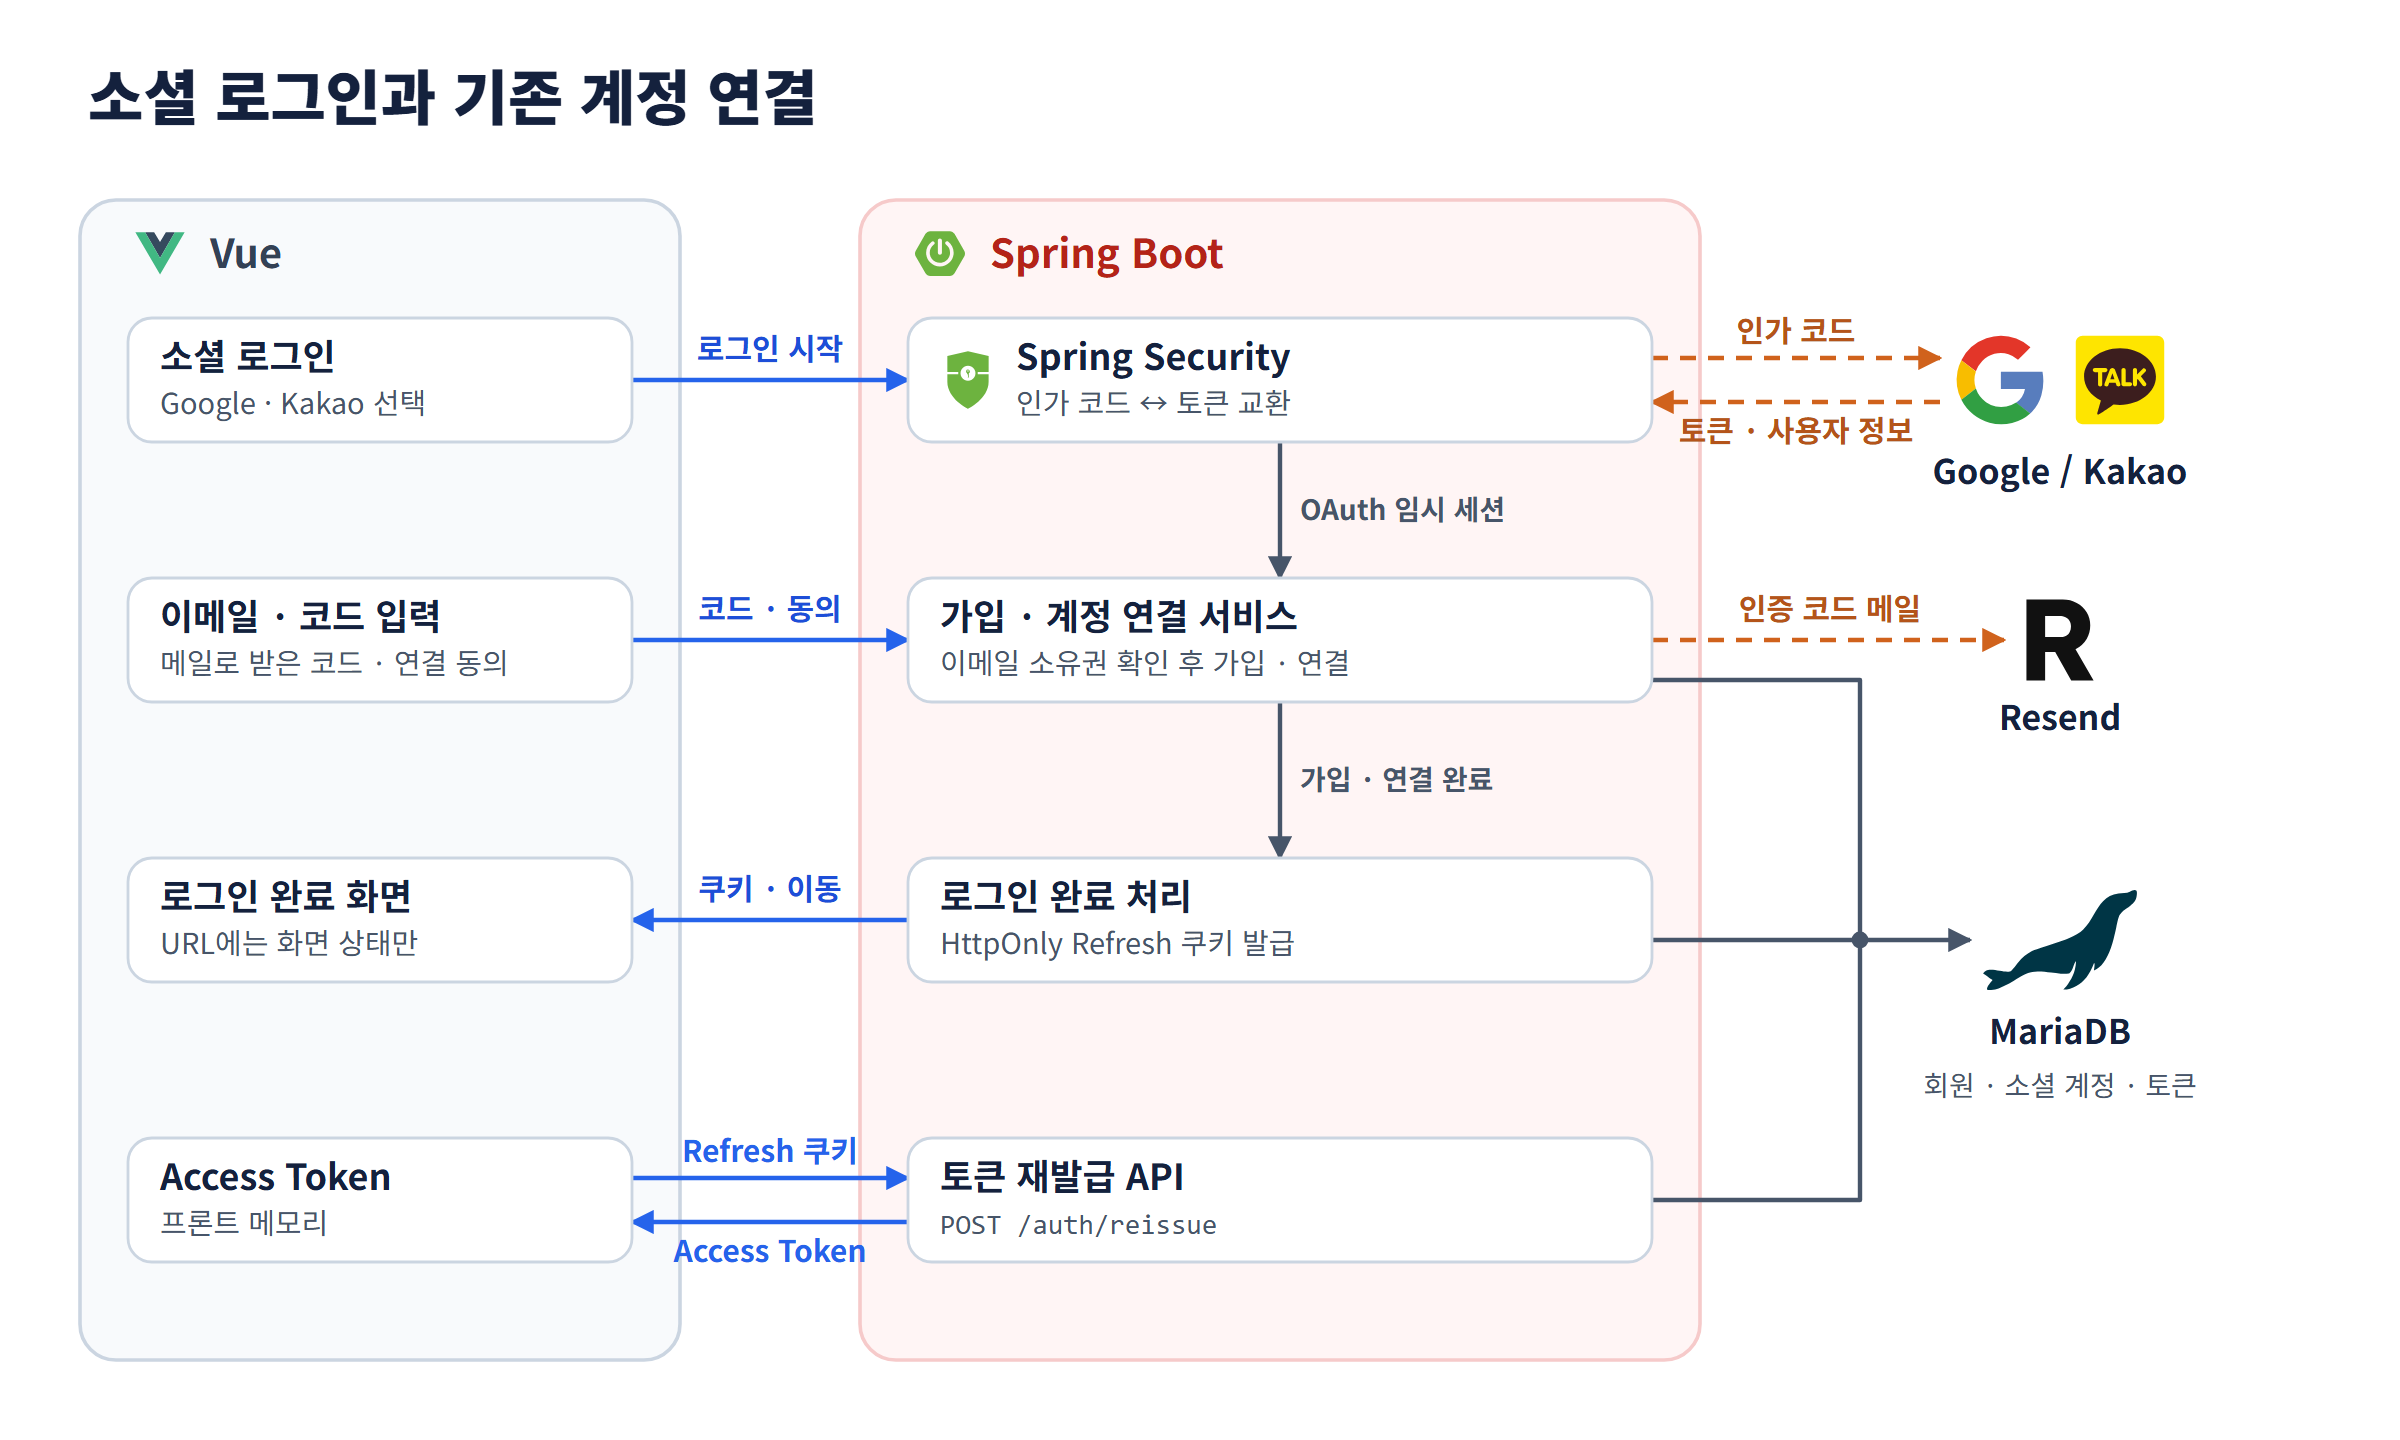 소셜 로그인과 기존 계정 연결
Vue
Spring Boot
소셜 로그인
Google · Kakao 선택
로그인 시작
Spring Security
인가 코드 ↔ 토큰 교환
인가 코드
토큰 · 사용자 정보
TALK
Google / Kakao
OAuth 임시 세션
이메일 · 코드 입력
메일로 받은 코드 · 연결 동의
코드 · 동의
가입 · 계정 연결 서비스
이메일 소유권 확인 후 가입 · 연결
인증 코드 메일
R
Resend
가입 · 연결 완료
로그인 완료 화면
URL에는 화면 상태만
쿠키 · 이동
로그인 완료 처리
HttpOnly Refresh 쿠키 발급
MariaDB
회원 · 소셜 계정 · 토큰
Access Token
프론트 메모리
Refresh 쿠키
Access Token
토큰 재발급 API
POST /auth/reissue